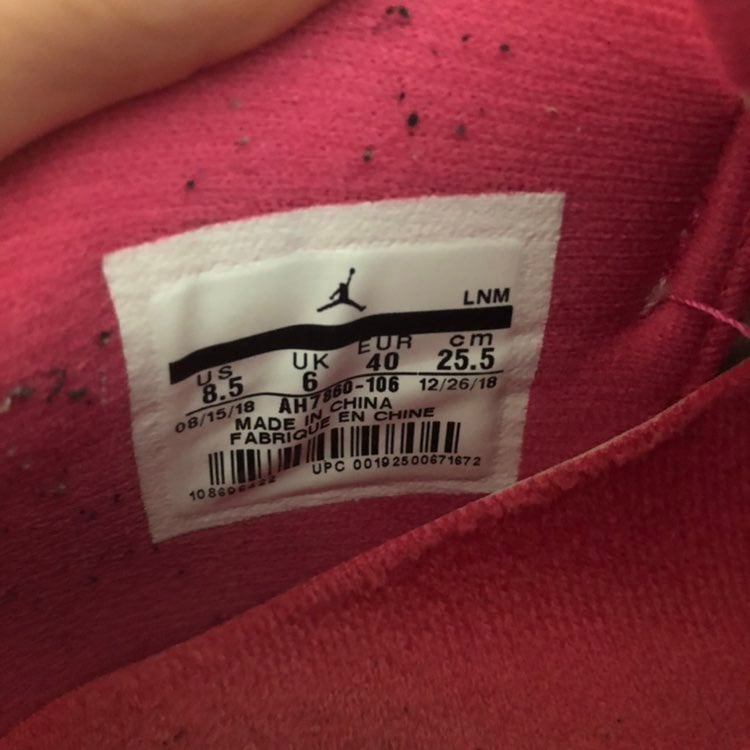 LNM
US UK EUR cm
8.5 6 40 25.5
08/15/18 AH7860-106 12/26/18
MADE IN CHINA
FABRIQUE EN CHINE
UPC 00192500671672